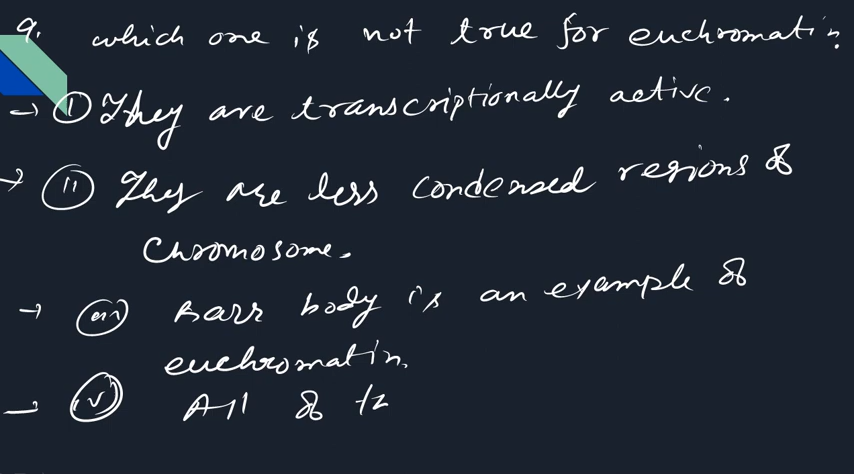 9. which one is not true for euchromatin
→ (i) They are transcriptionally active.
→ (ii) They are less condensed regions of
Chromosome.
→ (iii) Barr body is an example of
euchromatin.
→ (iv) All of